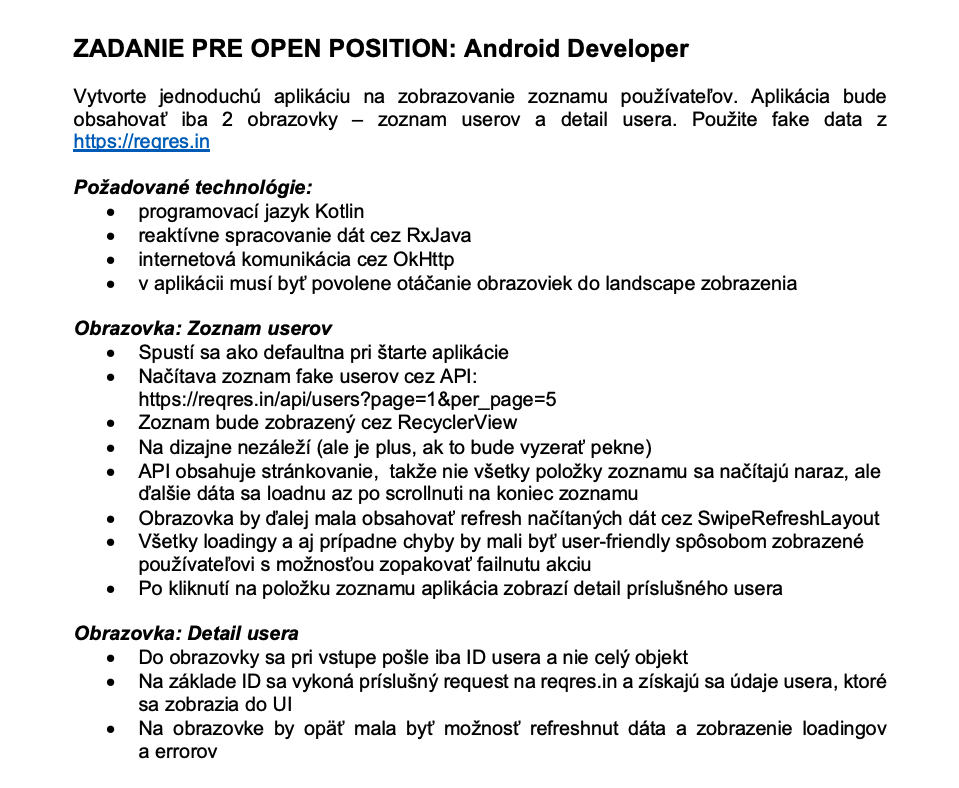 ZADANIE PRE OPEN POSITION: Android Developer
Vytvorte jednoduchú aplikáciu na zobrazovanie zoznamu používateľov. Aplikácia bude
obsahovať iba 2 obrazovky – zoznam userov a detail usera. Použite fake data z
https://reqres.in
Požadované technológie:
• programovací jazyk Kotlin
• reaktívne spracovanie dát cez RxJava
• internetová komunikácia cez OkHttp
• v aplikácii musí byť povolene otáčanie obrazoviek do landscape zobrazenia
Obrazovka: Zoznam userov
• Spustí sa ako defaultna pri štarte aplikácie
• Načítava zoznam fake userov cez API:
https://reqres.in/api/users?page=1&per_page=5
• Zoznam bude zobrazený cez RecyclerView
• Na dizajne nezáleží (ale je plus, ak to bude vyzerať pekne)
• API obsahuje stránkovanie, takže nie všetky položky zoznamu sa načítajú naraz, ale
ďalšie dáta sa loadnu az po scrollnuti na koniec zoznamu
• Obrazovka by ďalej mala obsahovať refresh načítaných dát cez SwipeRefreshLayout
• Všetky loadingy a aj prípadne chyby by mali byť user-friendly spôsobom zobrazené
používateľovi s možnosťou zopakovať failnutu akciu
• Po kliknutí na položku zoznamu aplikácia zobrazí detail príslušného usera
Obrazovka: Detail usera
• Do obrazovky sa pri vstupe pošle iba ID usera a nie celý objekt
• Na základe ID sa vykoná príslušný request na reqres.in a získajú sa údaje usera, ktoré
sa zobrazia do UI
• Na obrazovke by opäť mala byť možnosť refreshnut dáta a zobrazenie loadingov
a errorov